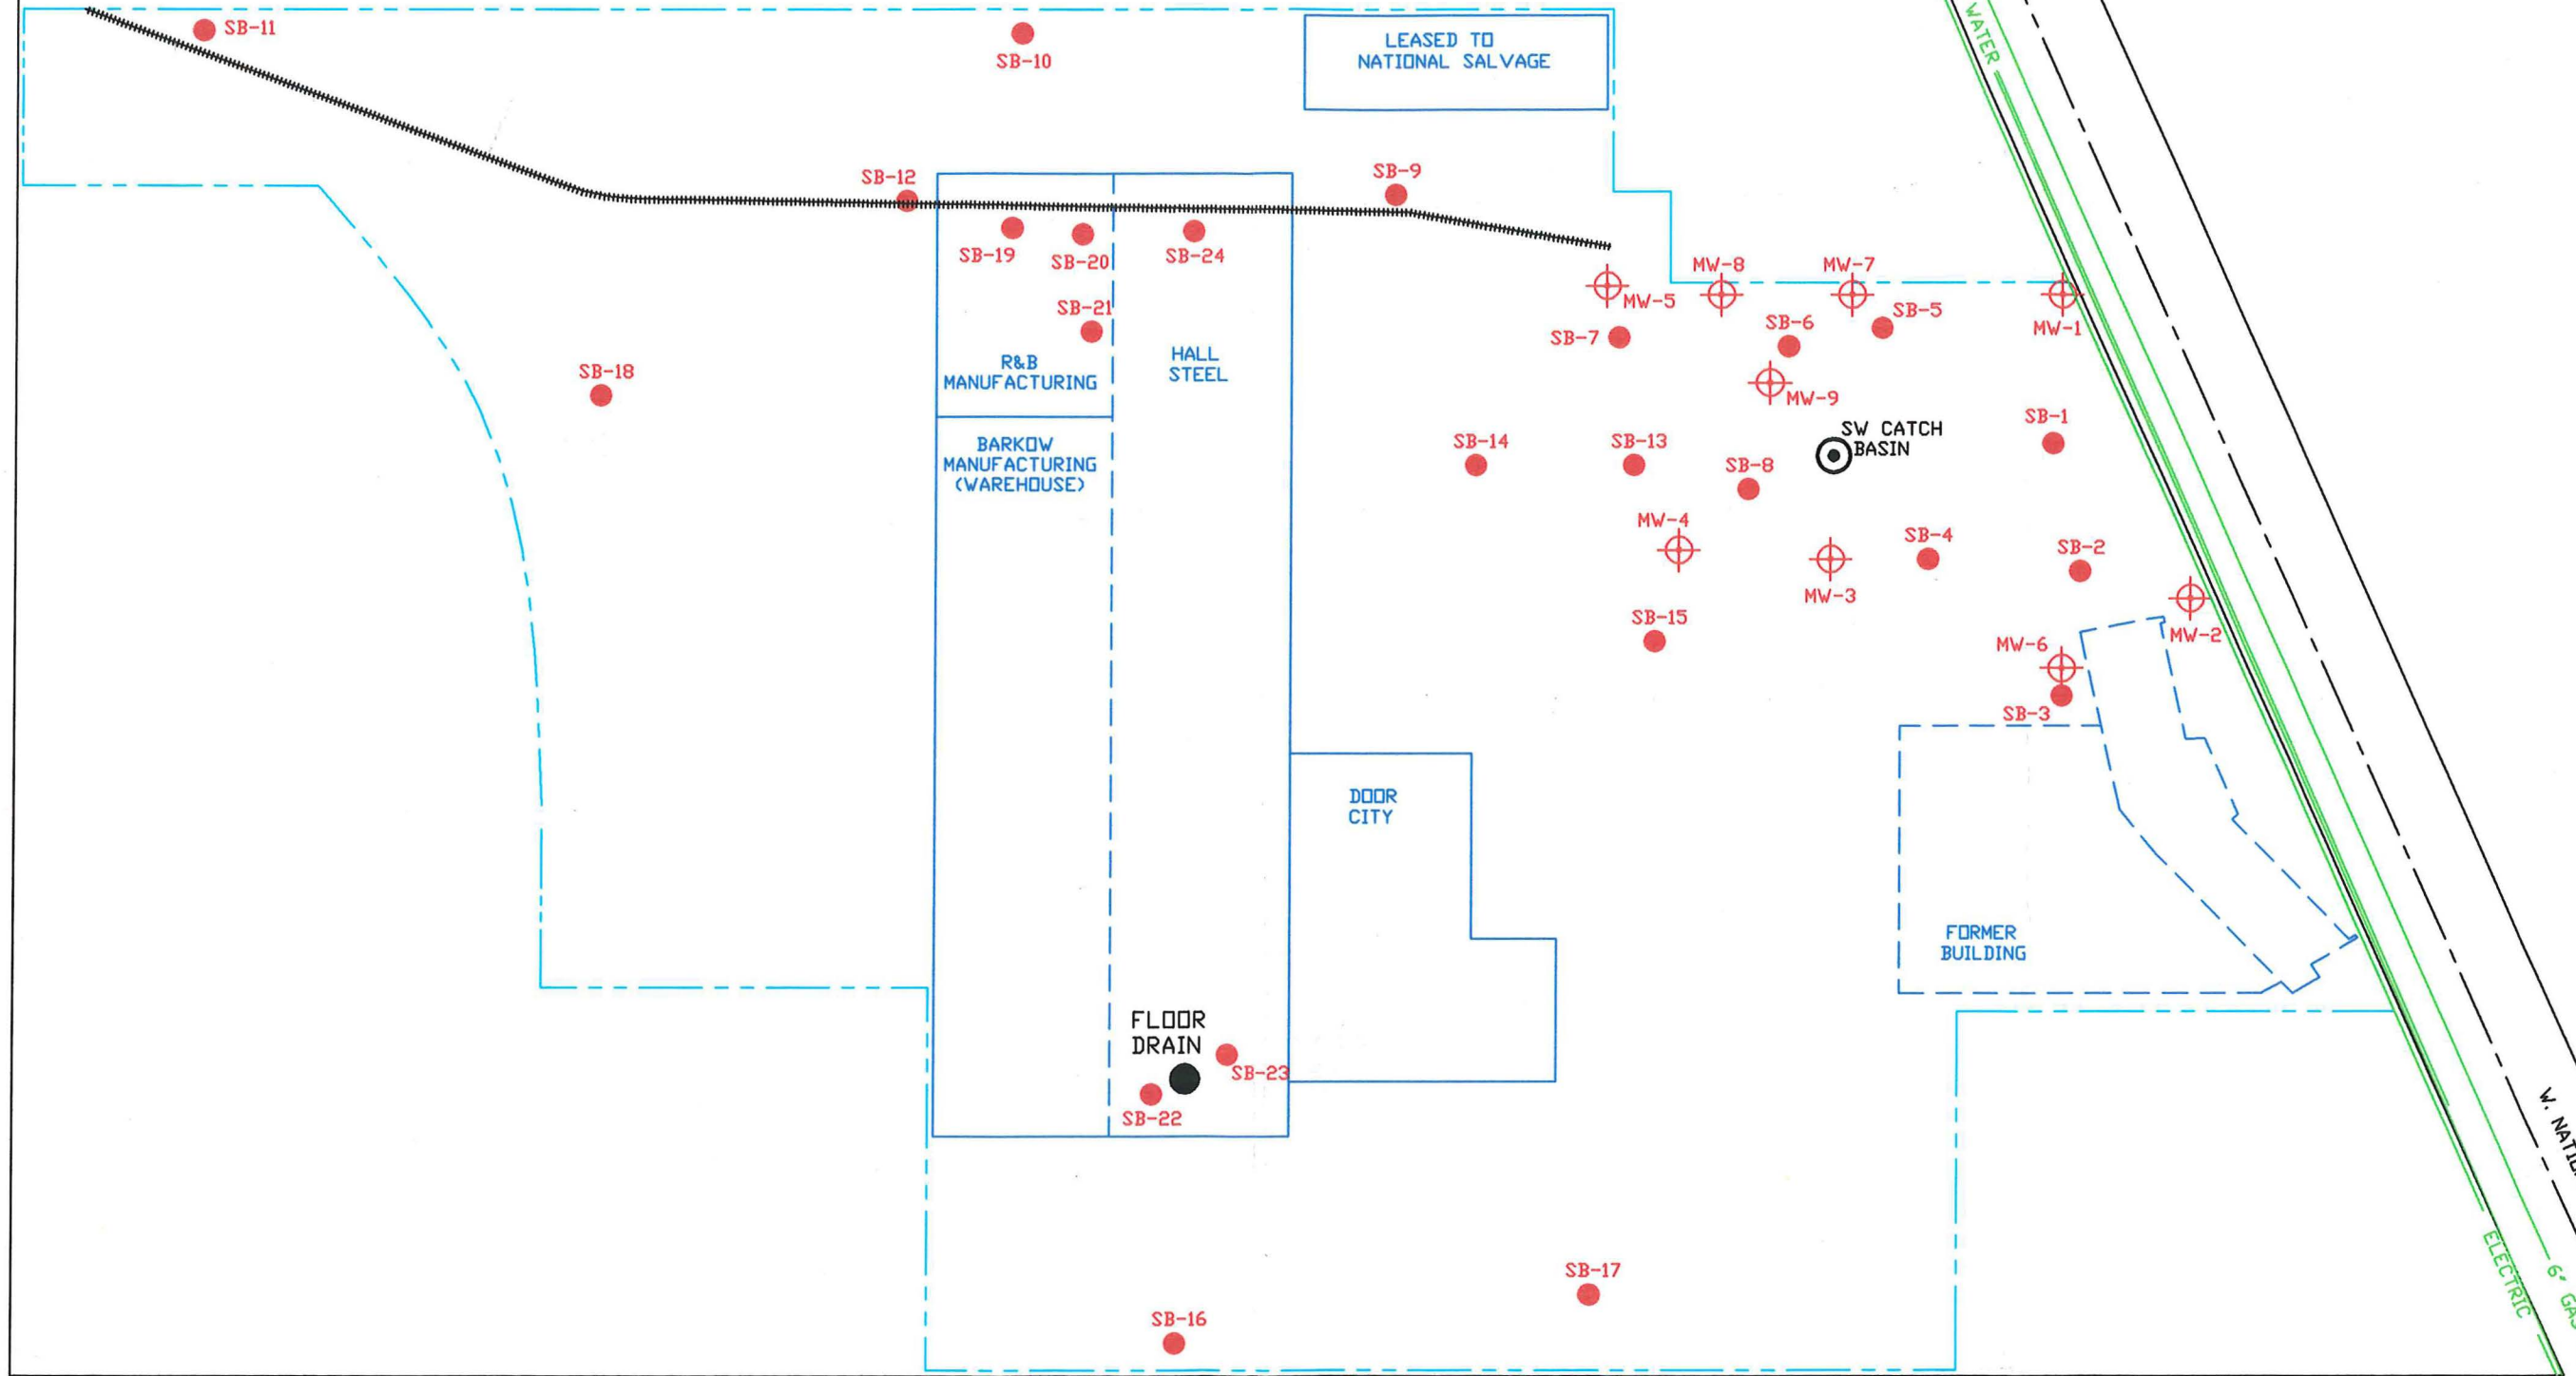 SB-11
SB-10
LEASED TO
NATIONAL SALVAGE
WATER
SB-12
SB-9
SB-19
SB-20
SB-24
SB-21
R&B
MANUFACTURING
HALL
STEEL
BARKOW
MANUFACTURING
(WAREHOUSE)
SB-18
MW-5
MW-8
MW-7
MW-1
SB-7
SB-6
SB-5
MW-9
SB-1
SW CATCH
BASIN
SB-14
SB-13
SB-8
MW-4
MW-3
SB-4
SB-2
MW-2
SB-15
MW-6
SB-3
DOOR
CITY
FORMER
BUILDING
FLOOR
DRAIN
SB-23
SB-22
SB-17
SB-16
W.
ELECTRIC
6"